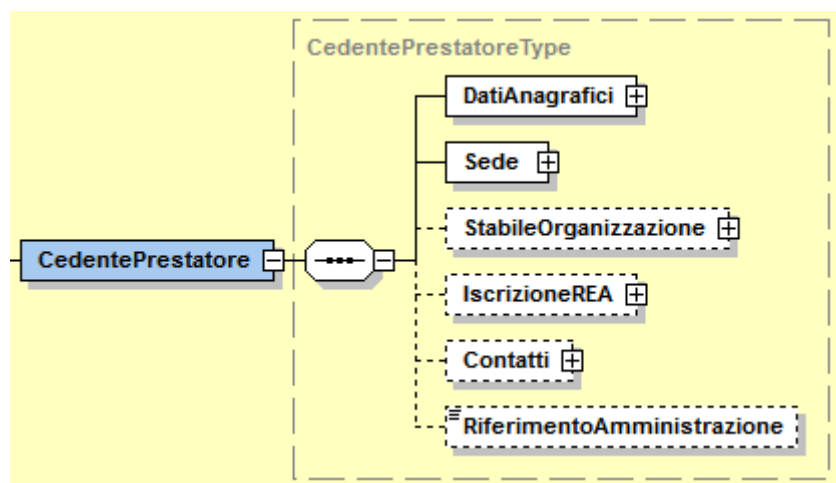 CedentePrestatoreType
DatiAnagrafici
Sede
StabileOrganizzazione
CedentePrestatore
IscrizioneREA
Contatti
RiferimentoAmministrazione